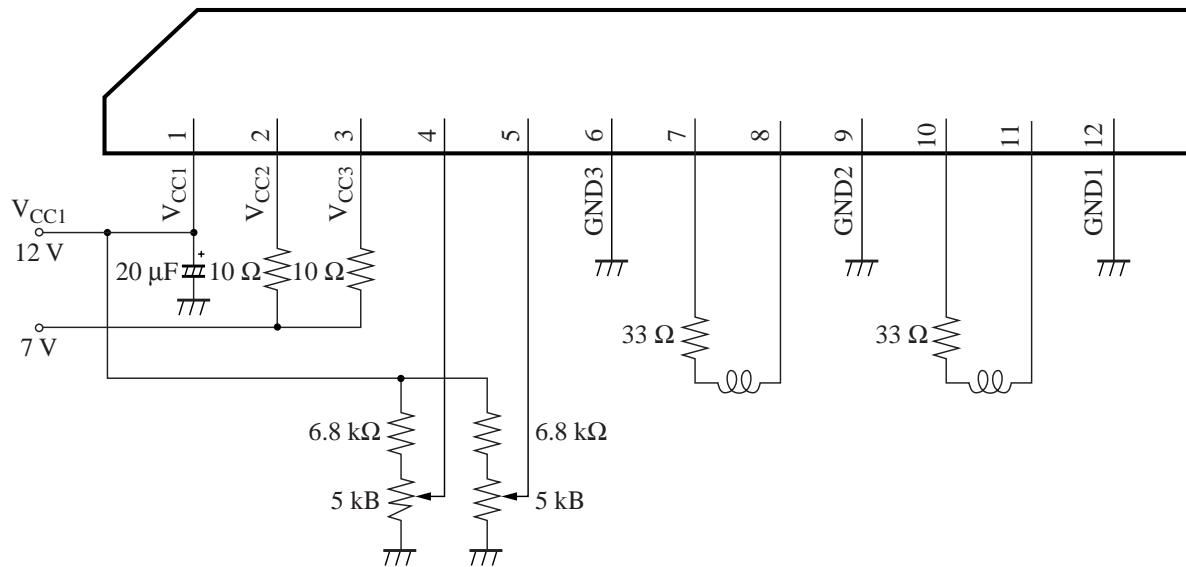 1 2 3 4 5 6 7 8 9 10 11 12
VCC1 VCC2 VCC3 GND3 GND2 GND1
VCC1
12 V
+
20 μF 10 Ω 10 Ω
7 V
33 Ω 33 Ω
6.8 kΩ 6.8 kΩ
5 kB 5 kB